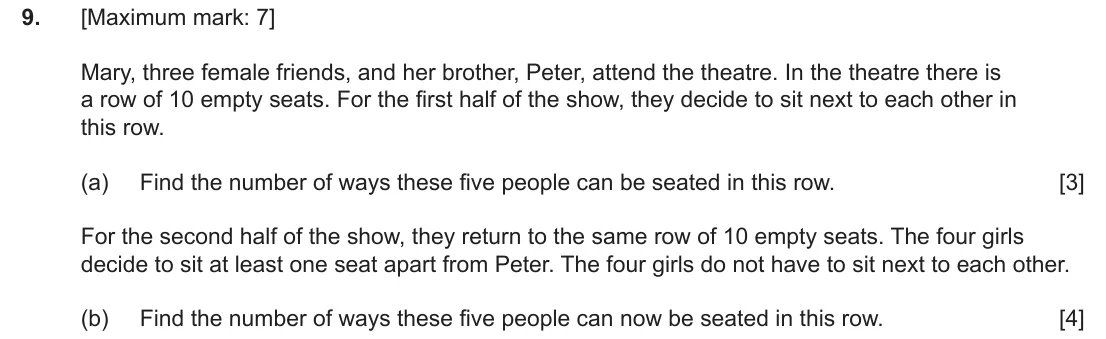 9. [Maximum mark: 7]
Mary, three female friends, and her brother, Peter, attend the theatre. In the theatre there is
a row of 10 empty seats. For the first half of the show, they decide to sit next to each other in
this row.
(a) Find the number of ways these five people can be seated in this row. [3]
For the second half of the show, they return to the same row of 10 empty seats. The four girls
decide to sit at least one seat apart from Peter. The four girls do not have to sit next to each other.
(b) Find the number of ways these five people can now be seated in this row. [4]